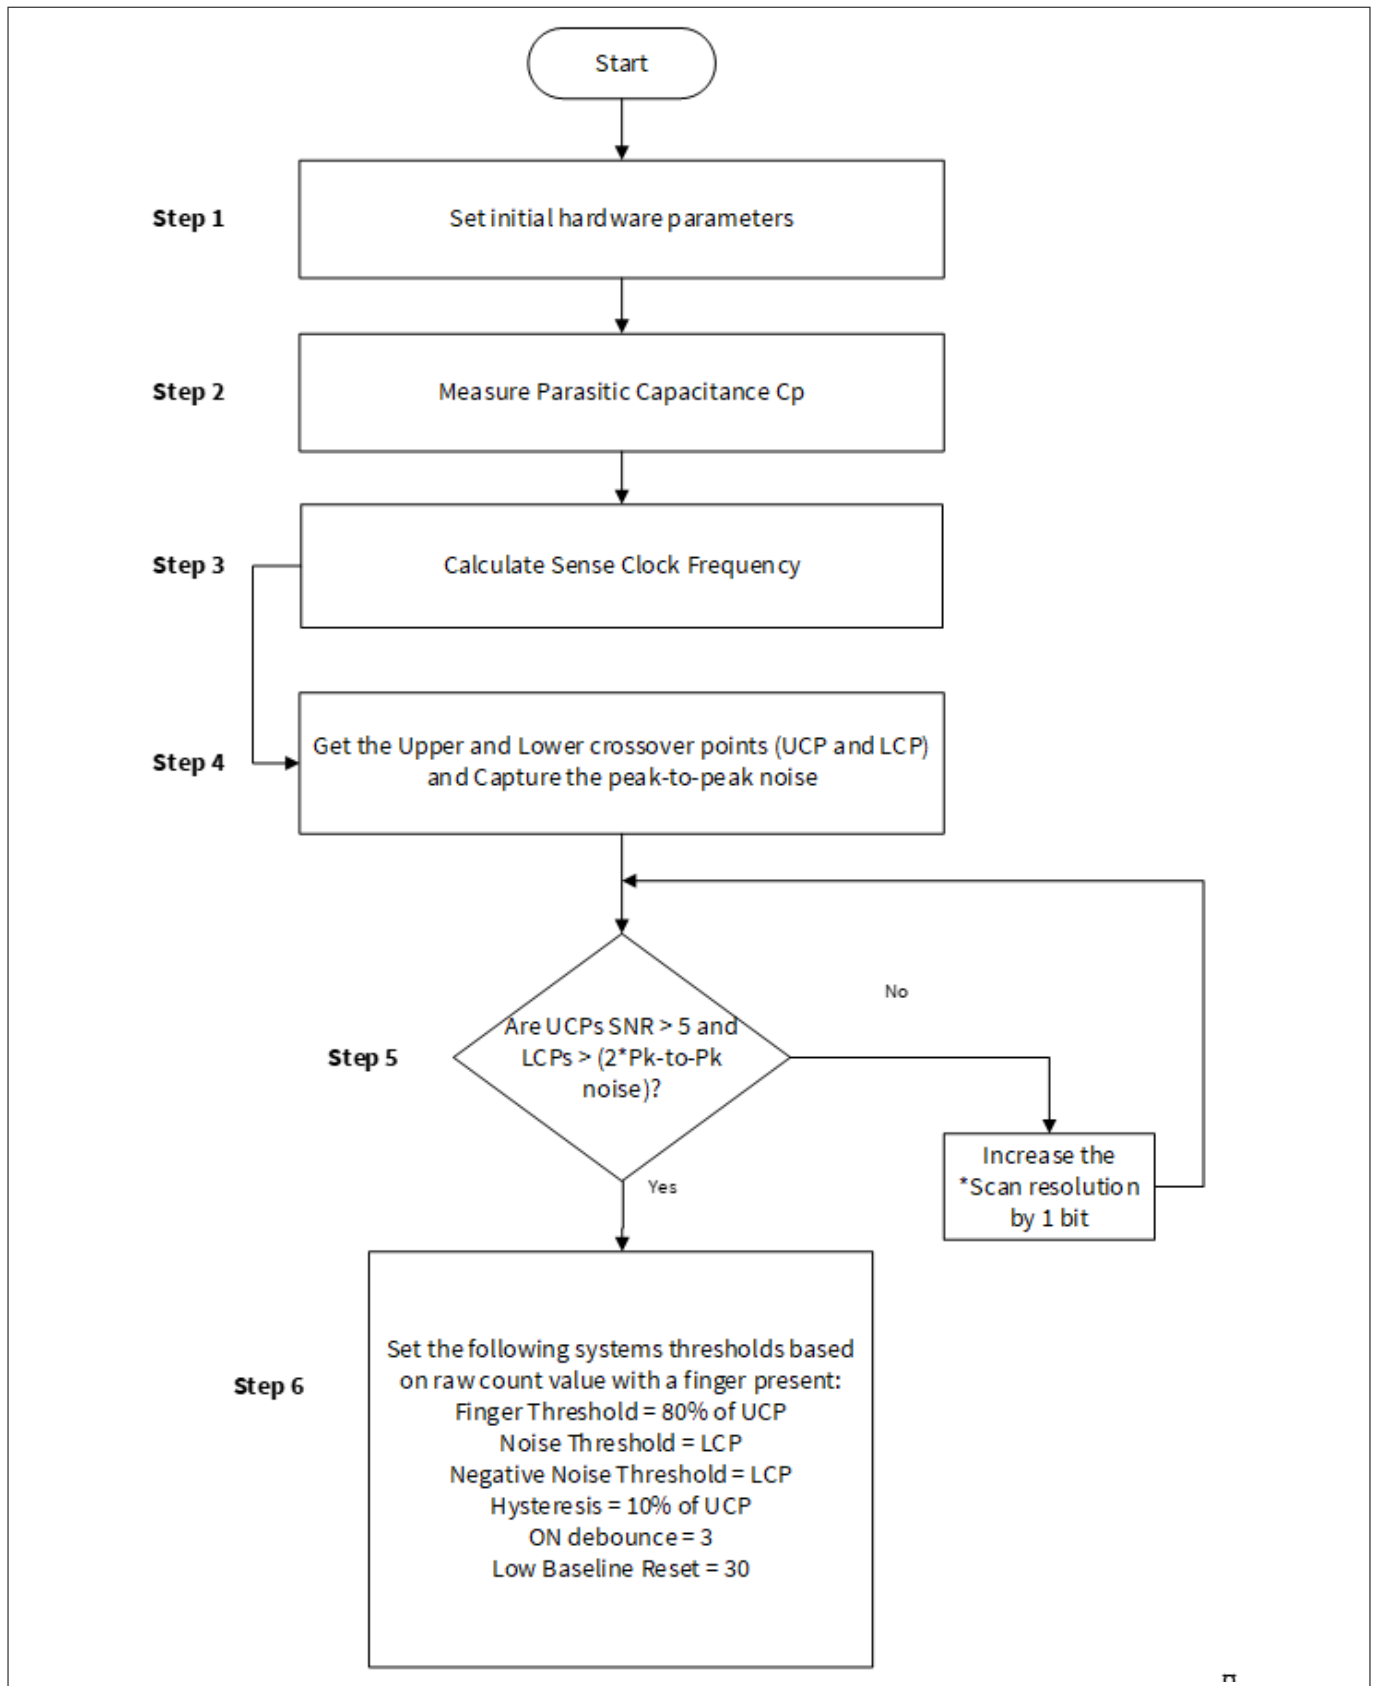 Start
Step 1
Set initial hardware parameters
Step 2
Measure Parasitic Capacitance Cp
Step 3
Calculate Sense Clock Frequency
Step 4
Get the Upper and Lower crossover points (UCP and LCP)
and Capture the peak-to-peak noise
No
Step 5
Are UCPs SNR > 5 and
LCPs > (2*Pk-to-Pk
noise)?
Increase the
*Scan resolution
by 1 bit
Yes
Step 6
Set the following systems thresholds based
on raw count value with a finger present:
Finger Threshold = 80% of UCP
Noise Threshold = LCP
Negative Noise Threshold = LCP
Hysteresis = 10% of UCP
ON debounce = 3
Low Baseline Reset = 30